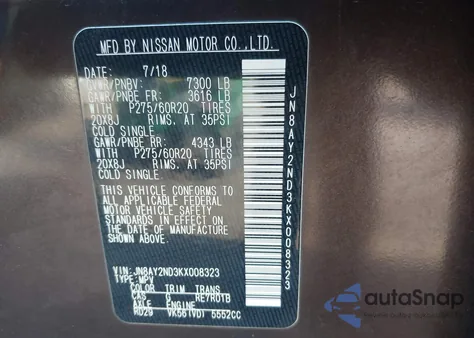 MFD BY NISSAN MOTOR CO.,LTD.
DATE: 7/18
GVWR/PNBV: 7300 LB
GAWR/PNBE FR: 3616 LB
WITH P275/60R20 TIRES
20X8J RIMS, AT 35PSI
COLD SINGLE
GAWR/PNBE RR: 4343 LB
WITH P275/60R20 TIRES
20X8J RIMS, AT 35PSI
COLD SINGLE
THIS VEHICLE CONFORMS TO
ALL APPLICABLE FEDERAL
MOTOR VEHICLE SAFETY
STANDARDS IN EFFECT ON
THE DATE OF MANUFACTURE
SHOWN ABOVE.
VIN:JN8AY2ND3KX008323
TYPE:MPV
COLOR TRIM TRANS
CAS G RE7R01B
AXLE ENGINE
RD29 VK56(VD) 5552CC
JN8AY2ND3KX008323
autoSnap